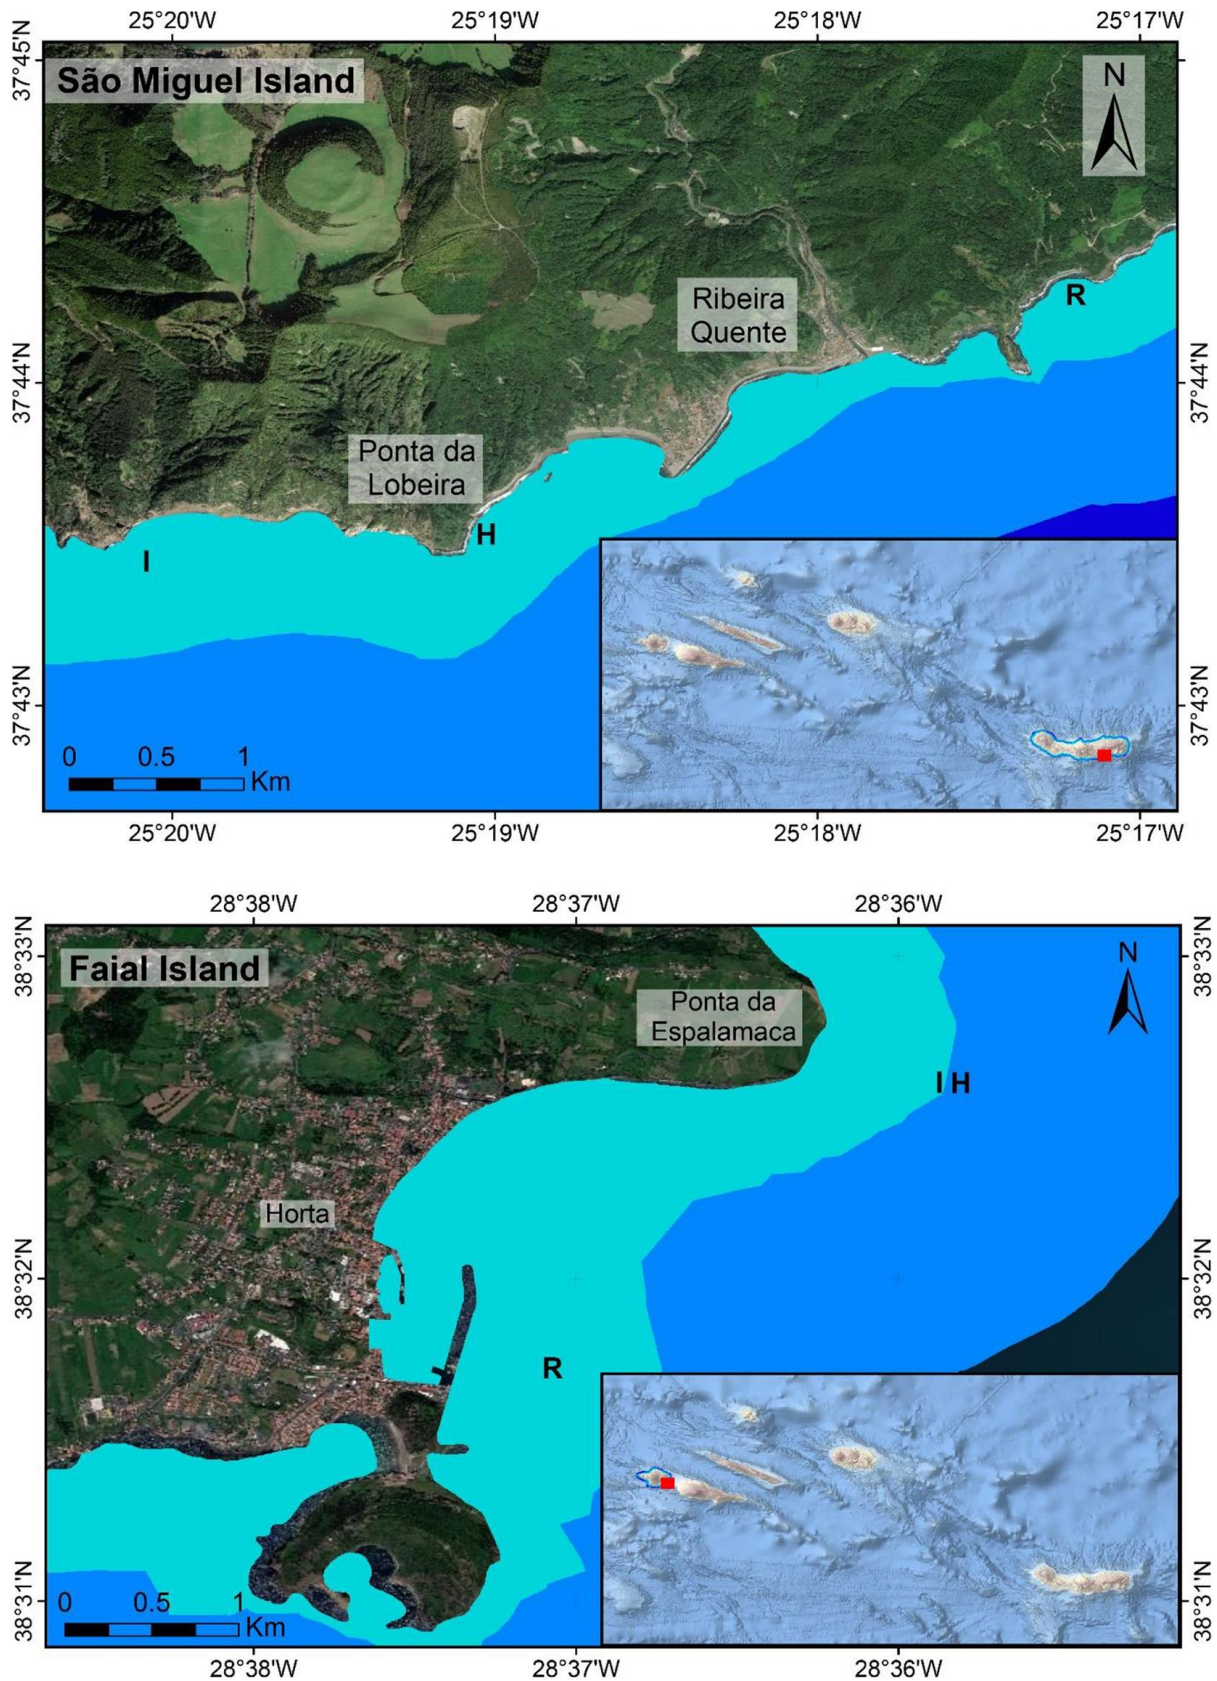 25°20'W 25°19'W 25°18'W 25°17'W
37°45'N
São Miguel Island
N
Ribeira
Quente
R
37°44'N 37°44'N
Ponta da
Lobeira
H
I
37°43'N 37°43'N
0 0.5 1
Km
25°20'W 25°19'W 25°18'W 25°17'W
28°38'W 28°37'W 28°36'W
38°33'N 38°33'N
Faial Island
N
Ponta da
Espalamaca
I H
Horta
38°32'N 38°32'N
R
38°31'N 38°31'N
0 0.5 1
Km
28°38'W 28°37'W 28°36'W